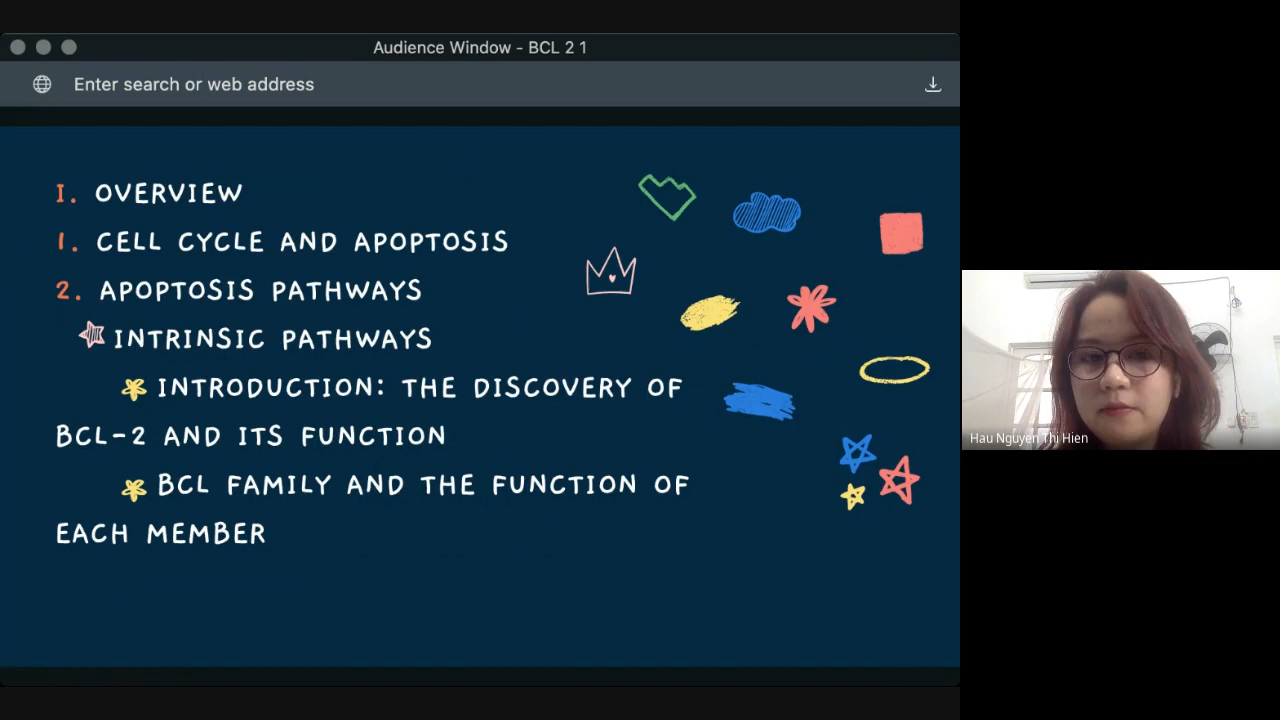 Audience Window - BCL 2 1
Enter search or web address
I. OVERVIEW
1. CELL CYCLE AND APOPTOSIS
2. APOPTOSIS PATHWAYS
INTRINSIC PATHWAYS
INTRODUCTION: THE DISCOVERY OF
BCL-2 AND ITS FUNCTION
BCL FAMILY AND THE FUNCTION OF
EACH MEMBER
Hau Nguyen Thi Hien